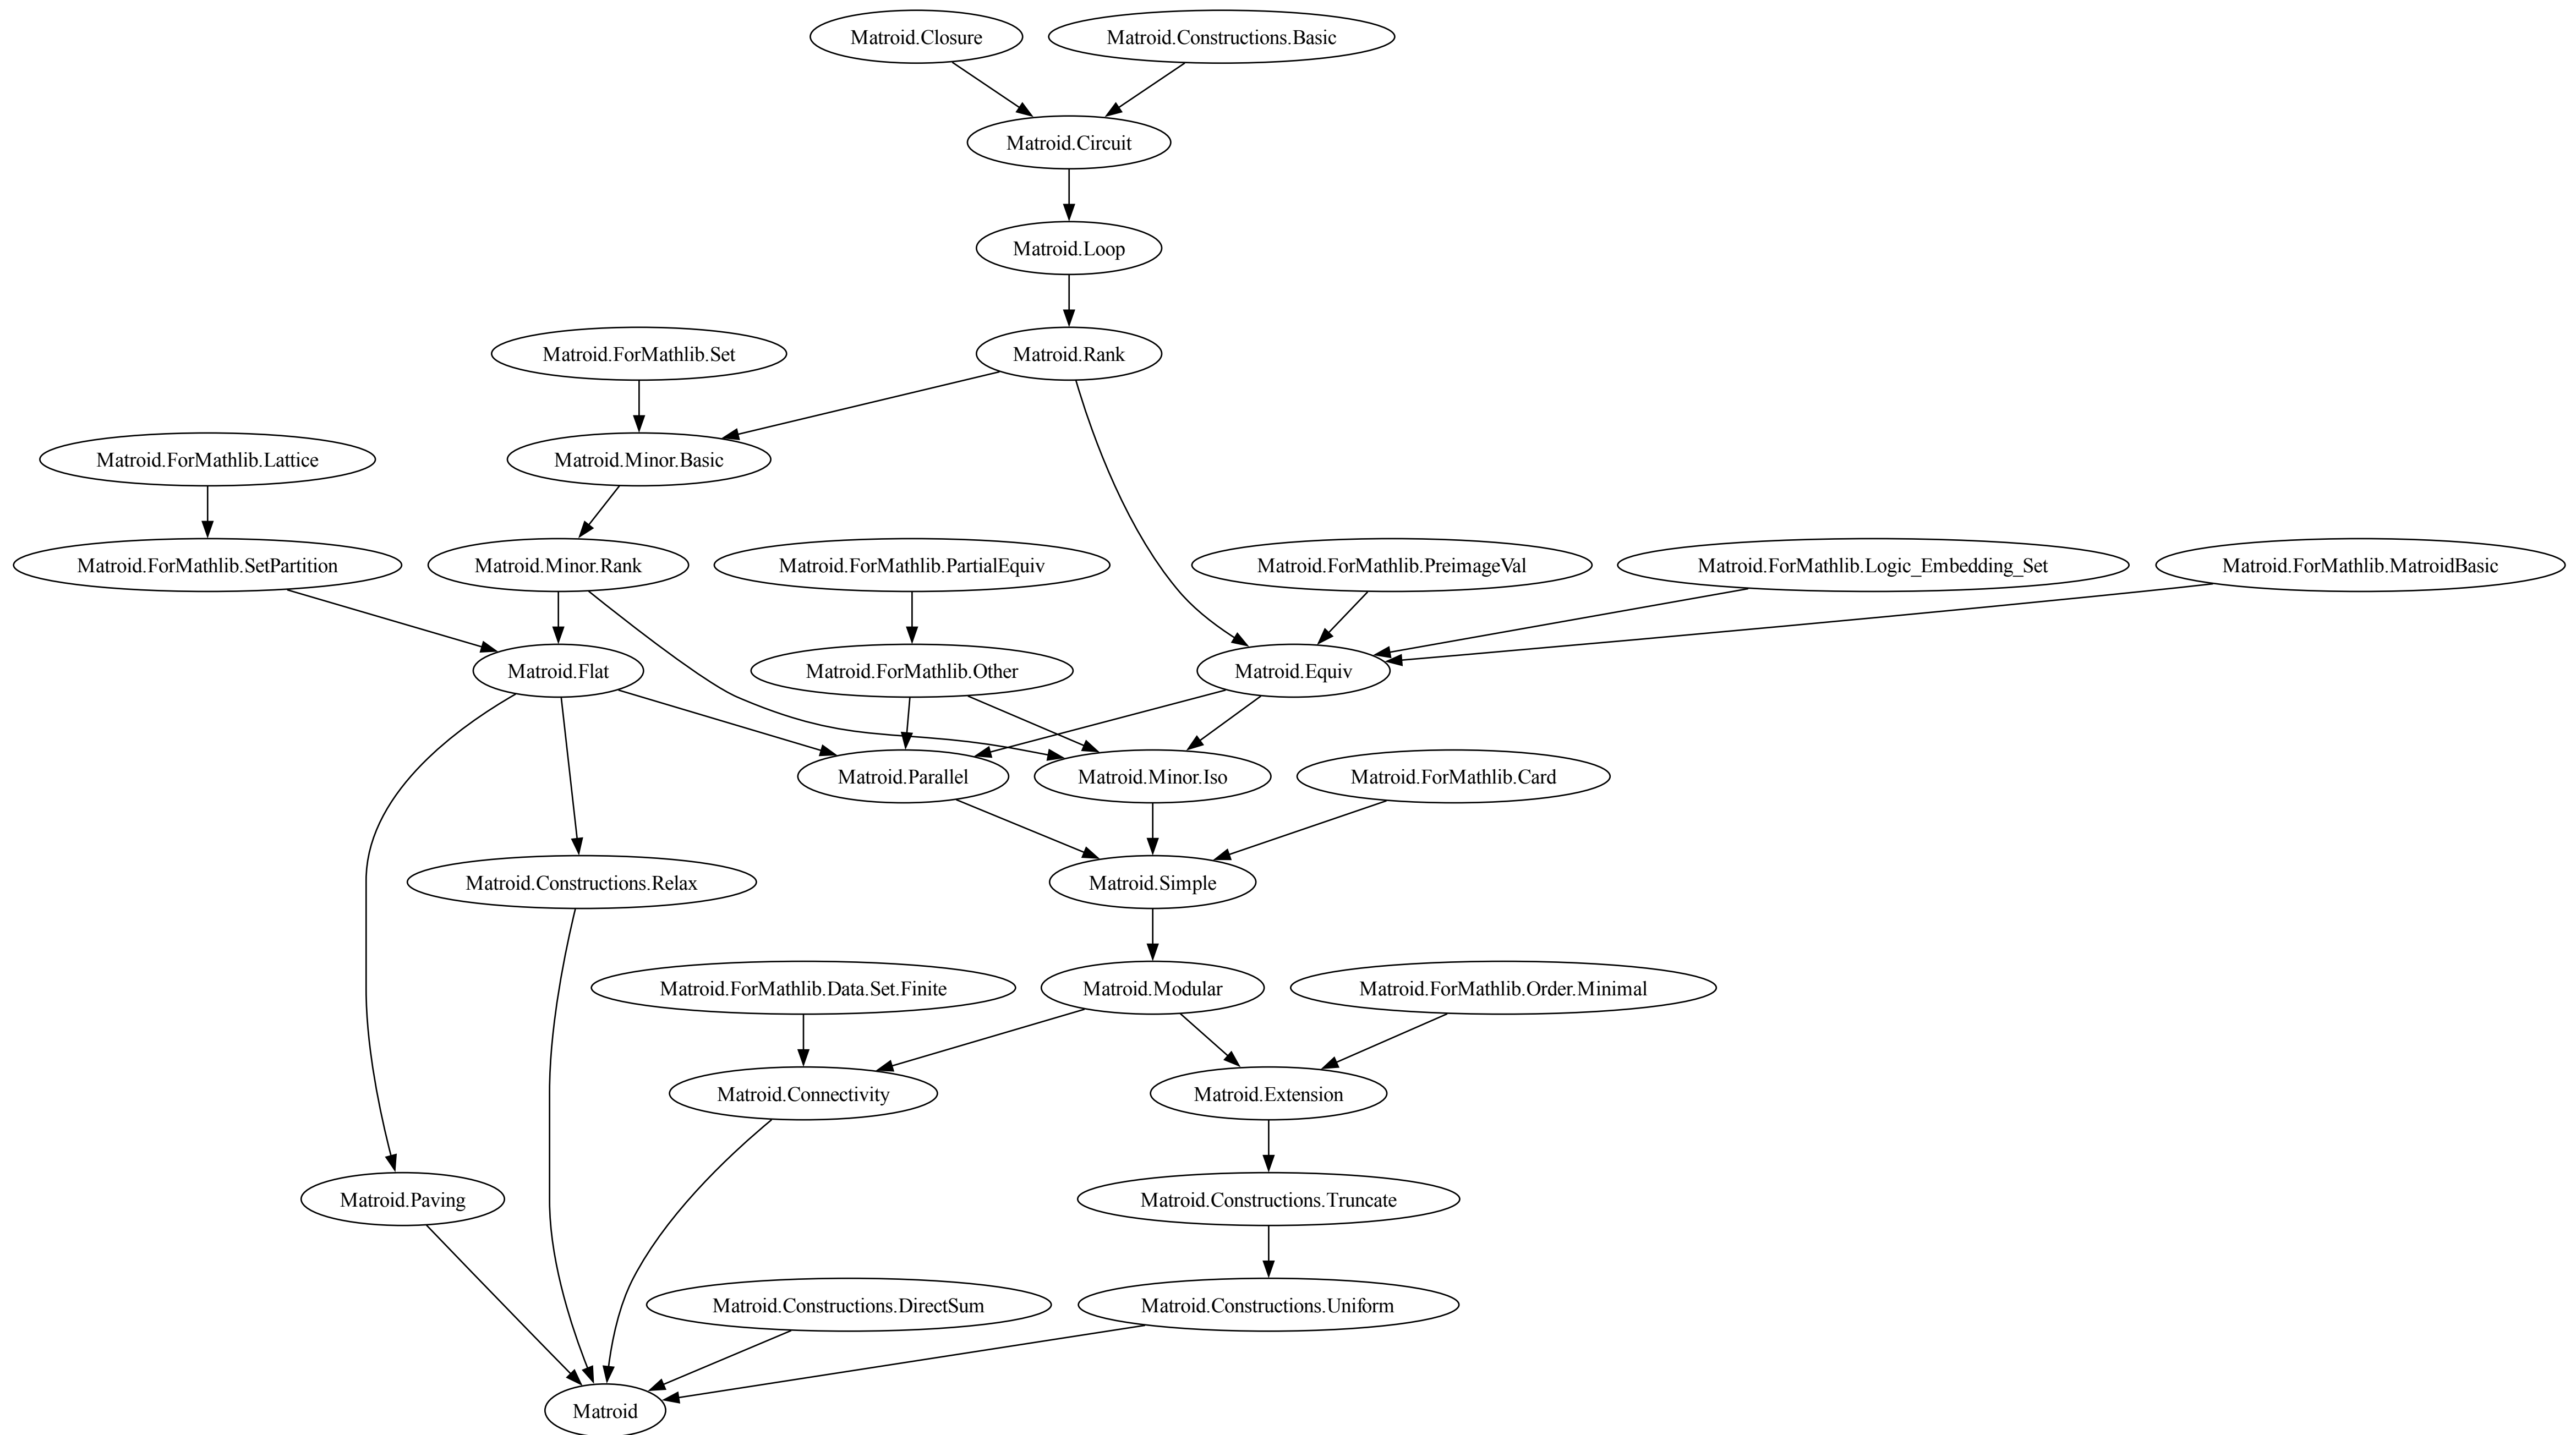 Matroid.Closure
Matroid.Constructions.Basic
Matroid.Circuit
Matroid.Loop
Matroid.ForMathlib.Set
Matroid.Rank
Matroid.ForMathlib.Lattice
Matroid.Minor.Basic
Matroid.ForMathlib.SetPartition
Matroid.Minor.Rank
Matroid.ForMathlib.PartialEquiv
Matroid.ForMathlib.PreimageVal
Matroid.ForMathlib.Logic_Embedding_Set
Matroid.ForMathlib.MatroidBasic
Matroid.Flat
Matroid.ForMathlib.Other
Matroid.Equiv
Matroid.Parallel
Matroid.Minor.Iso
Matroid.ForMathlib.Card
Matroid.Constructions.Relax
Matroid.Simple
Matroid.ForMathlib.Data.Set.Finite
Matroid.Modular
Matroid.ForMathlib.Order.Minimal
Matroid.Connectivity
Matroid.Extension
Matroid.Paving
Matroid.Constructions.Truncate
Matroid.Constructions.DirectSum
Matroid.Constructions.Uniform
Matroid